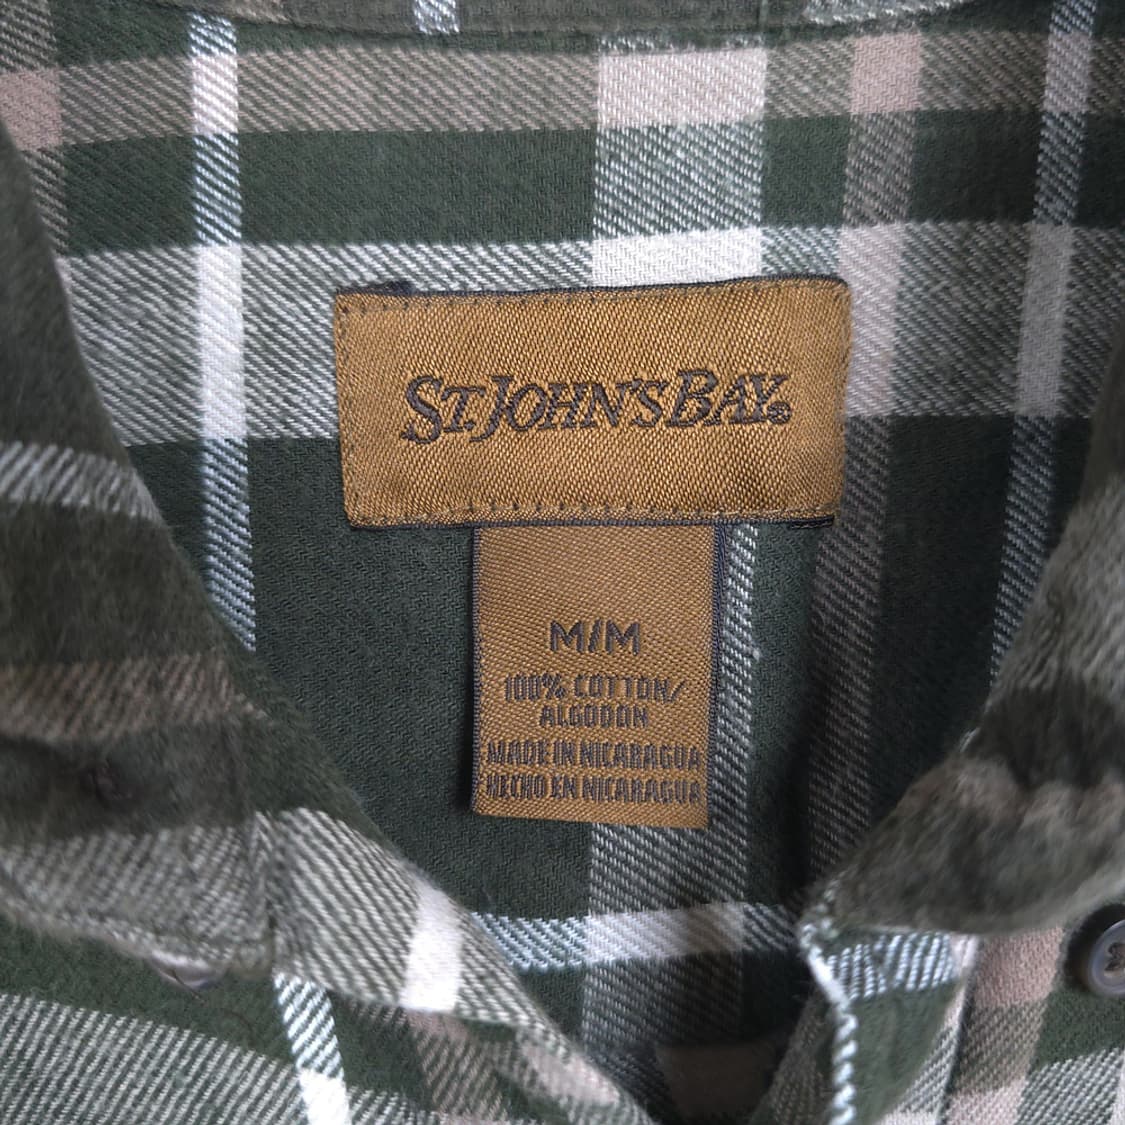 ST. JOHN'S BAY®
M/M
100% COTTON/
ALGODON
MADE IN NICARAGUA
HECHO EN NICARAGUA